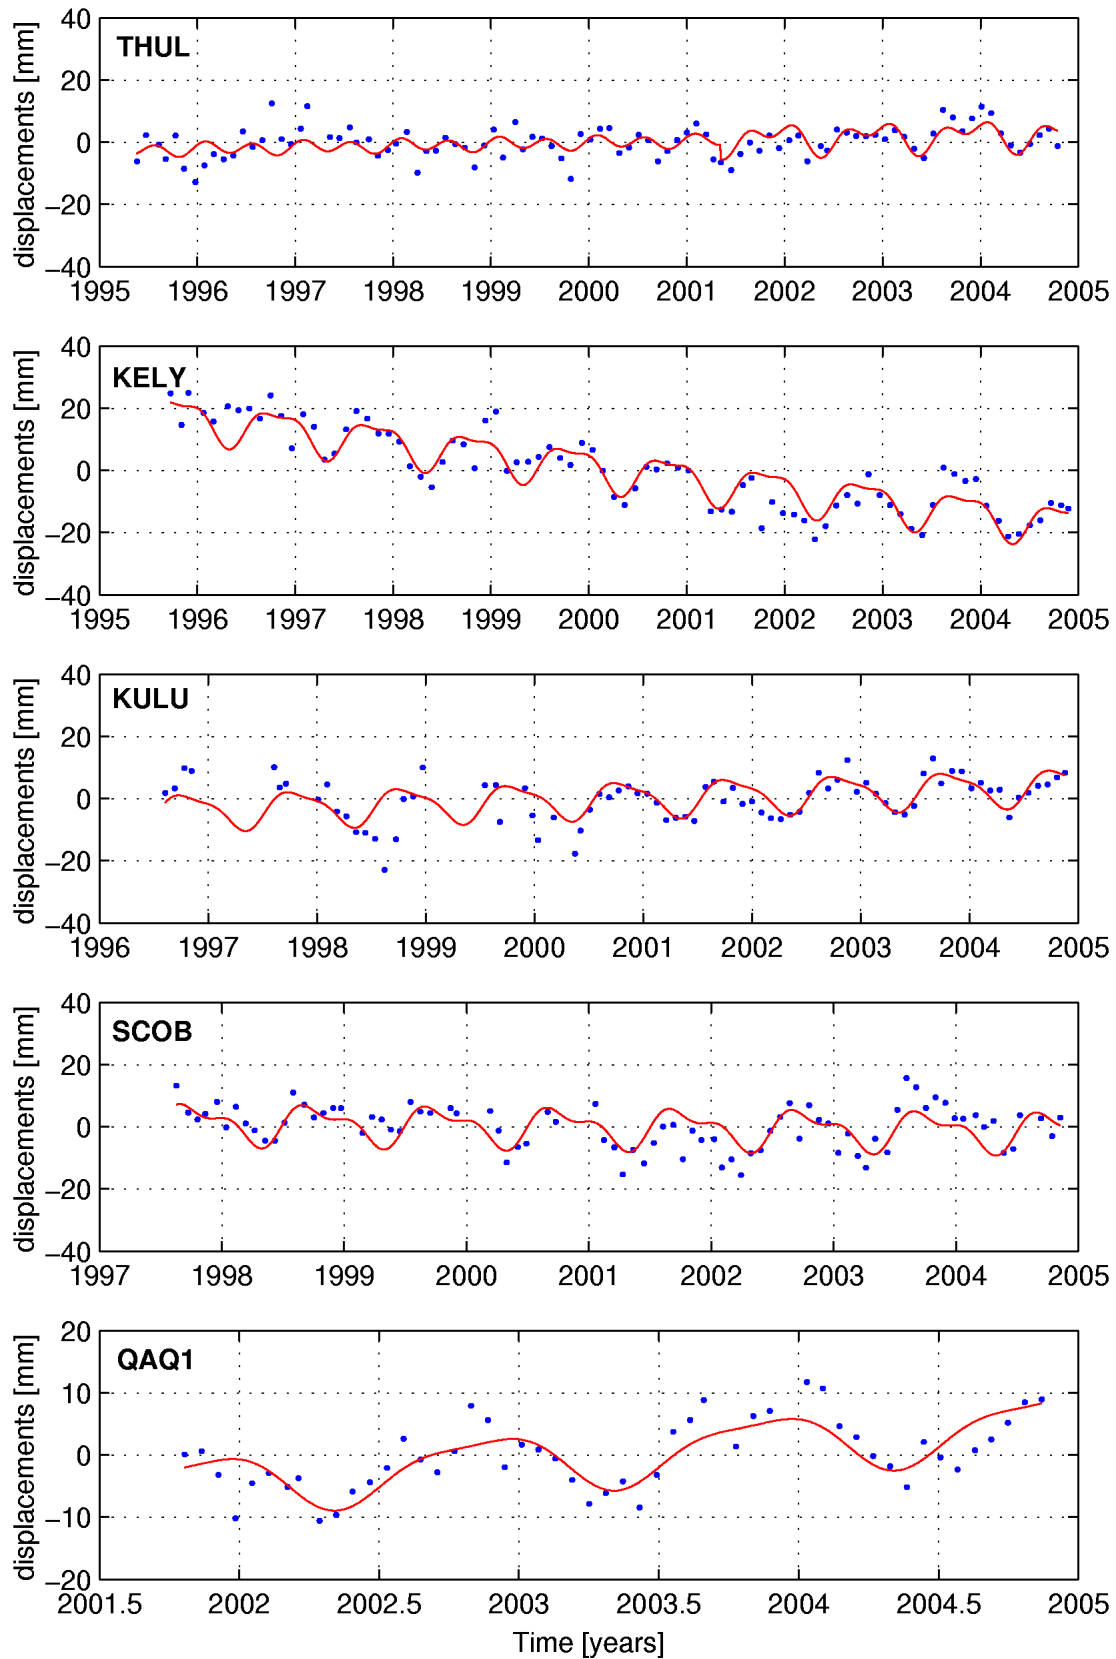 THUL
displacements [mm]
40
20
0
−20
−40
1995 1996 1997 1998 1999 2000 2001 2002 2003 2004 2005
KELY
displacements [mm]
40
20
0
−20
−40
1995 1996 1997 1998 1999 2000 2001 2002 2003 2004 2005
KULU
displacements [mm]
40
20
0
−20
−40
1996 1997 1998 1999 2000 2001 2002 2003 2004 2005
SCOB
displacements [mm]
40
20
0
−20
−40
1997 1998 1999 2000 2001 2002 2003 2004 2005
QAQ1
displacements [mm]
20
10
0
−10
−20
2001.5 2002 2002.5 2003 2003.5 2004 2004.5 2005
Time [years]